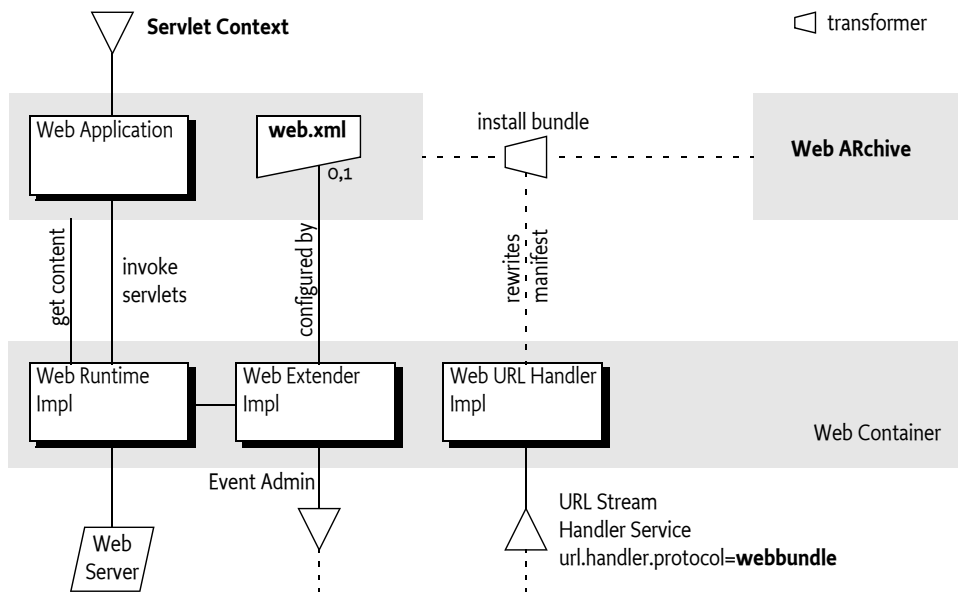 Servlet Context
transformer
install bundle
Web Application
web.xml
0,1
Web ARchive
get content
invoke
servlets
configured by
rewrites
manifest
Web Runtime
Impl
Web Extender
Impl
Web URL Handler
Impl
Web Container
Event Admin
URL Stream
Handler Service
url.handler.protocol=webbundle
Web
Server